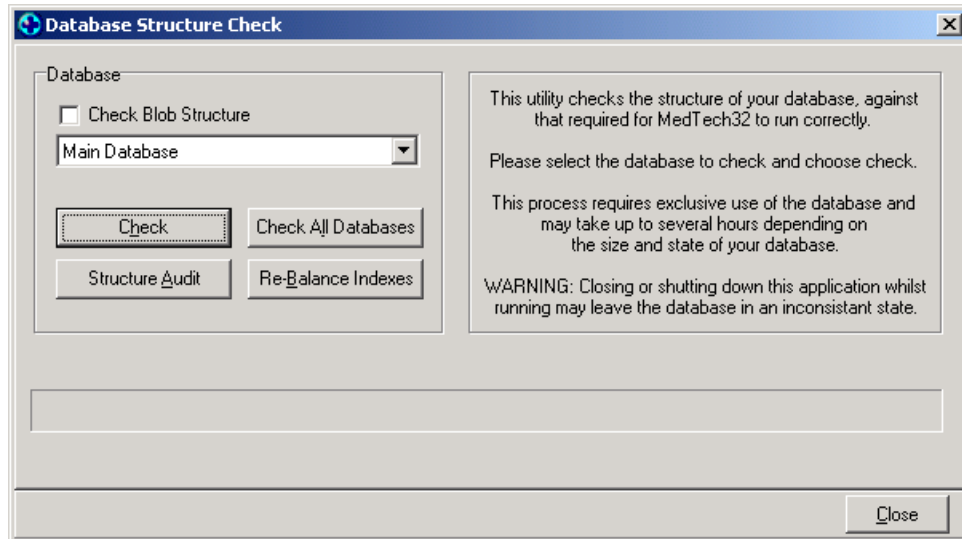 Database Structure Check
Database
Check Blob Structure
Main Database
Check
Check All Databases
Structure Audit
Re-Balance Indexes
This utility checks the structure of your database, against
that required for MedTech32 to run correctly.
Please select the database to check and choose check.
This process requires exclusive use of the database and
may take up to several hours depending on
the size and state of your database.
WARNING: Closing or shutting down this application whilst
running may leave the database in an inconsistant state.
Close